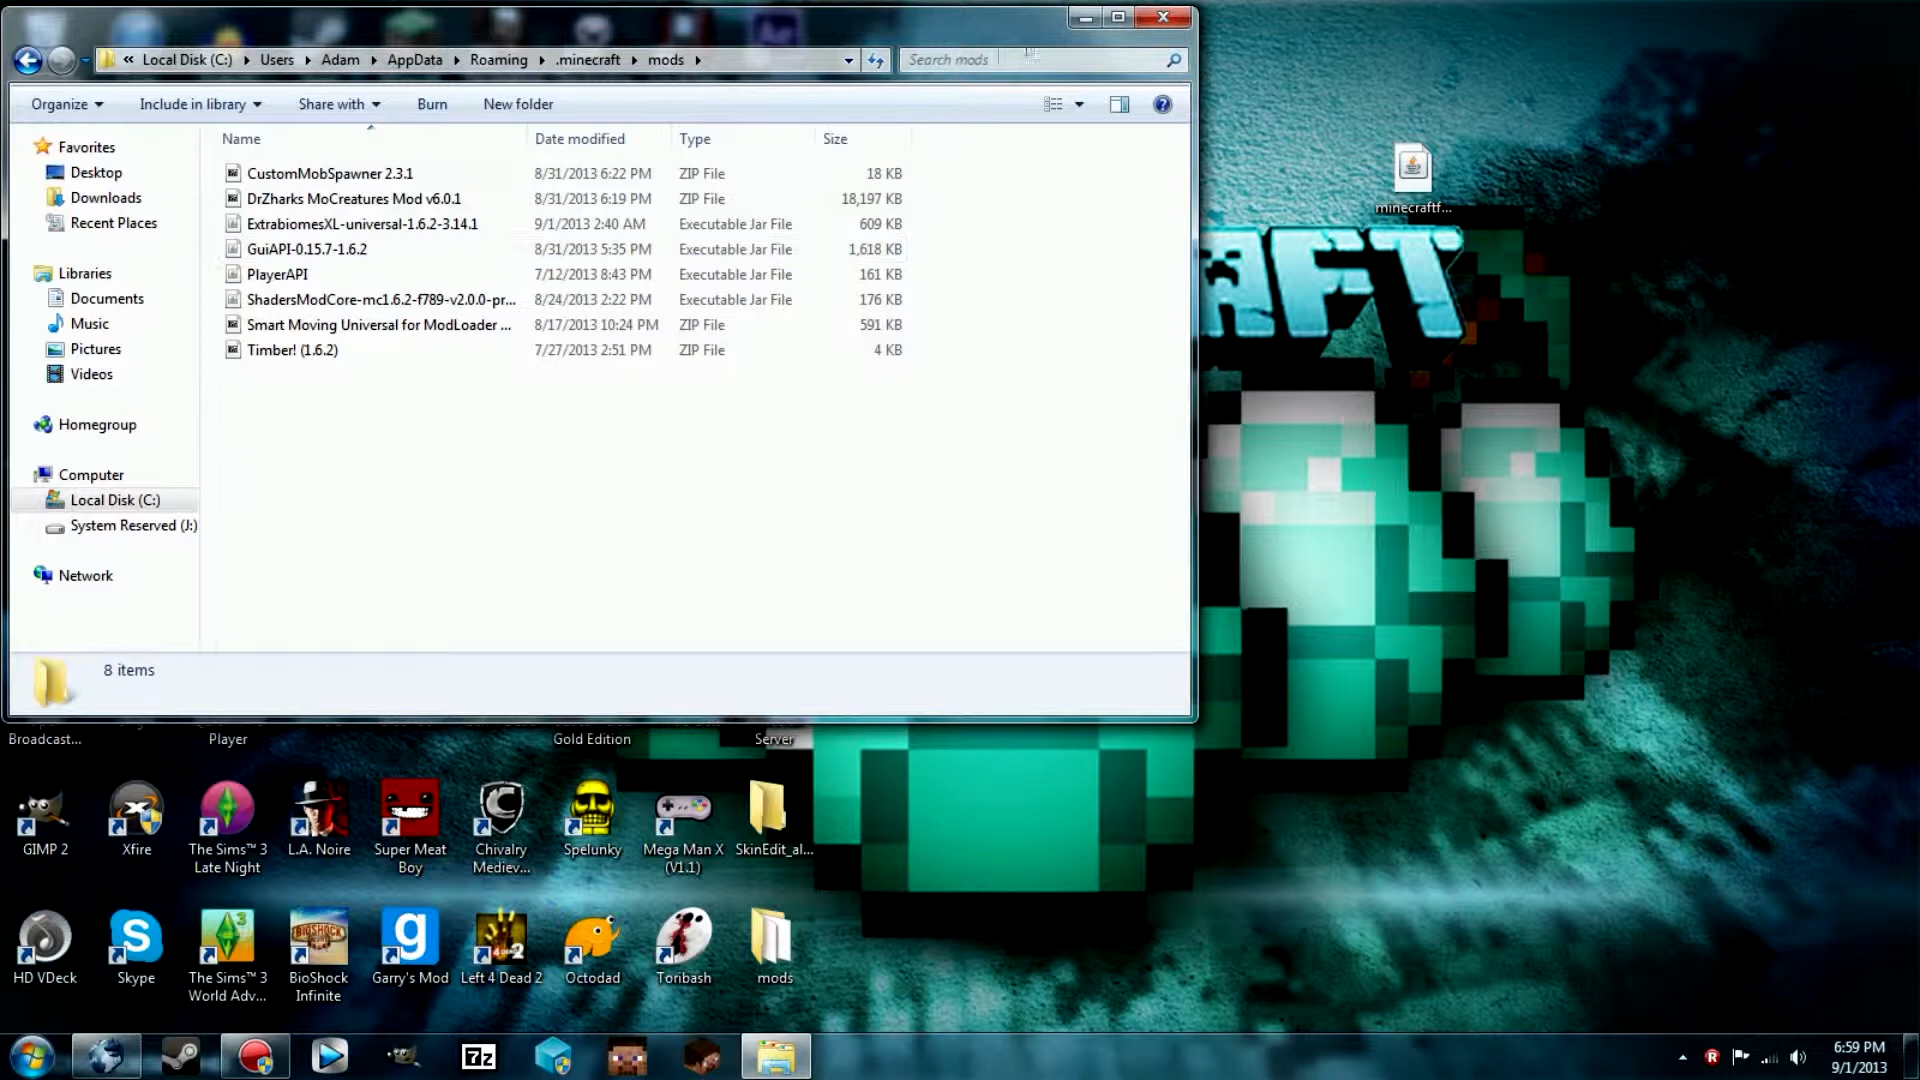 « Local Disk (C:) Users Adam AppData Roaming .minecraft mods
Search mods
Organize Include in library Share with Burn New folder
Name Date modified Type Size
CustomMobSpawner 2.3.1 8/31/2013 6:22 PM ZIP File 18 KB
DrZharks MoCreatures Mod v6.0.1 8/31/2013 6:19 PM ZIP File 18,197 KB
ExtrabiomesXL-universal-1.6.2-3.14.1 9/1/2013 2:40 AM Executable Jar File 609 KB
GuiAPI-0.15.7-1.6.2 8/31/2013 5:35 PM Executable Jar File 1,618 KB
PlayerAPI 7/12/2013 8:43 PM Executable Jar File 161 KB
ShadersModCore-mc1.6.2-f789-v2.0.0-pr... 8/24/2013 2:22 PM Executable Jar File 176 KB
Smart Moving Universal for ModLoader ... 8/17/2013 10:24 PM ZIP File 591 KB
Timber! (1.6.2) 7/27/2013 2:51 PM ZIP File 4 KB
Favorites
Desktop
Downloads
Recent Places
Libraries
Documents
Music
Pictures
Videos
Homegroup
Computer
Local Disk (C:)
System Reserved (J:)
Network
8 items
minecraftf...
AFT
Broadcast... Player Gold Edition Server
GIMP 2
Xfire
The Sims™ 3
Late Night
L.A. Noire
Super Meat
Boy
Chivalry
Mediev...
Spelunky
Mega Man X
(V1.1)
SkinEdit_al...
HD VDeck
Skype
The Sims™ 3
World Adv...
BIOSHOCK
INFINITE
BioShock
Infinite
Garry's Mod
Left 4 Dead 2
Octodad
Toribash
mods
7z
6:59 PM
9/1/2013